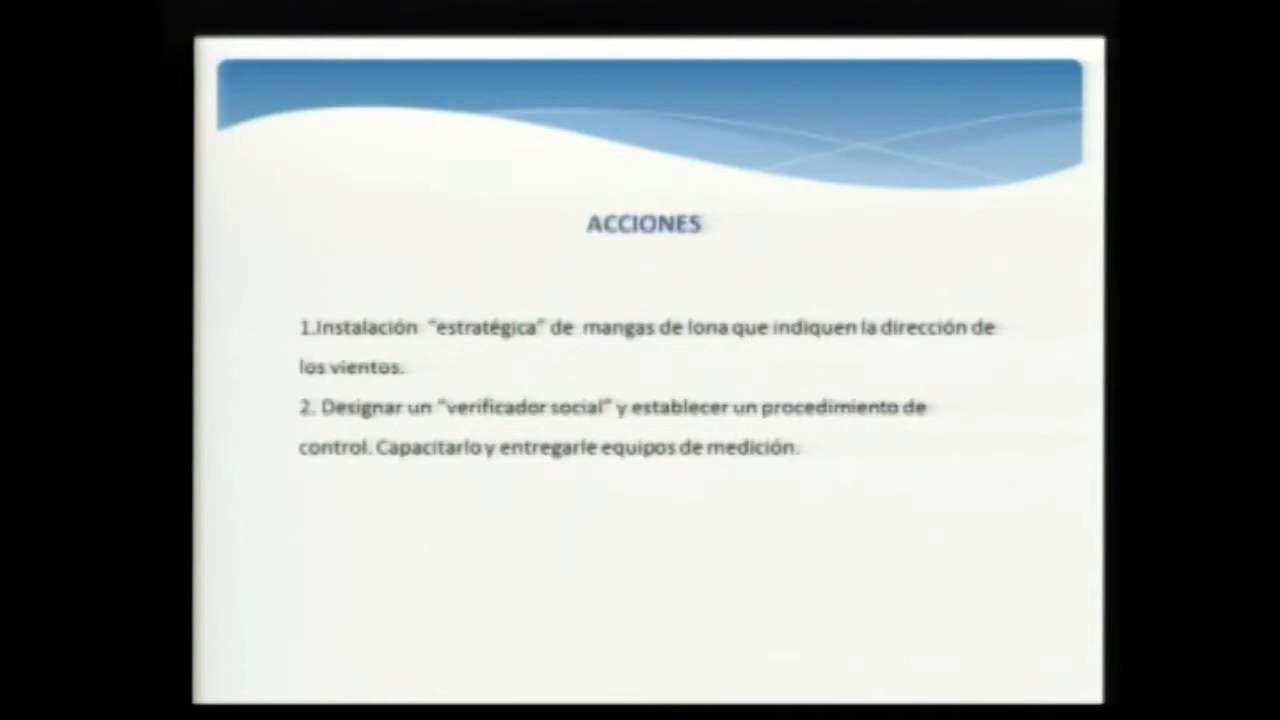 ACCIONES
1.Instalación "estratégica" de mangas de lona que indiquen la dirección de
los vientos.
2. Designar un "verificador social" y establecer un procedimiento de
control. Capacitarlo y entregarle equipos de medición.